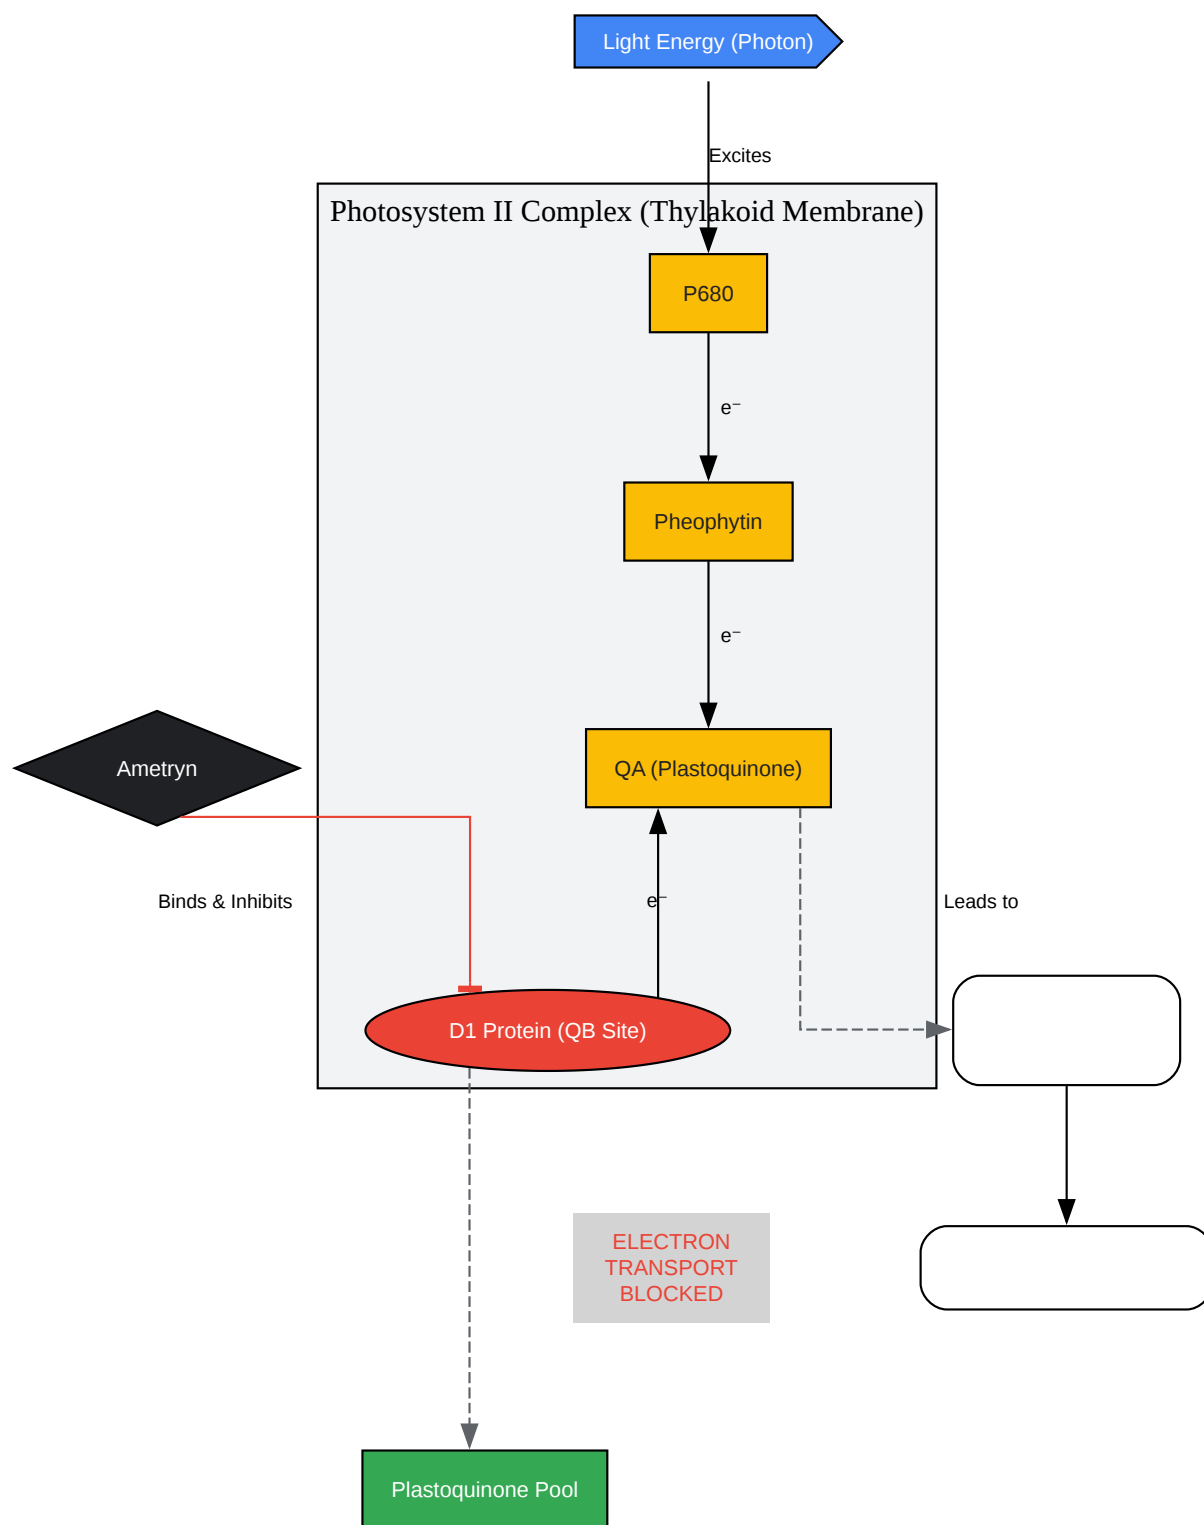 Light Energy (Photon)
Excites
Photosystem II Complex (Thylakoid Membrane)
P680
e⁻
Pheophytin
e⁻
Ametryn
QA (Plastoquinone)
Binds & Inhibits
e⁻
Leads to
D1 Protein (QB Site)
ELECTRON
TRANSPORT
BLOCKED
Plastoquinone Pool